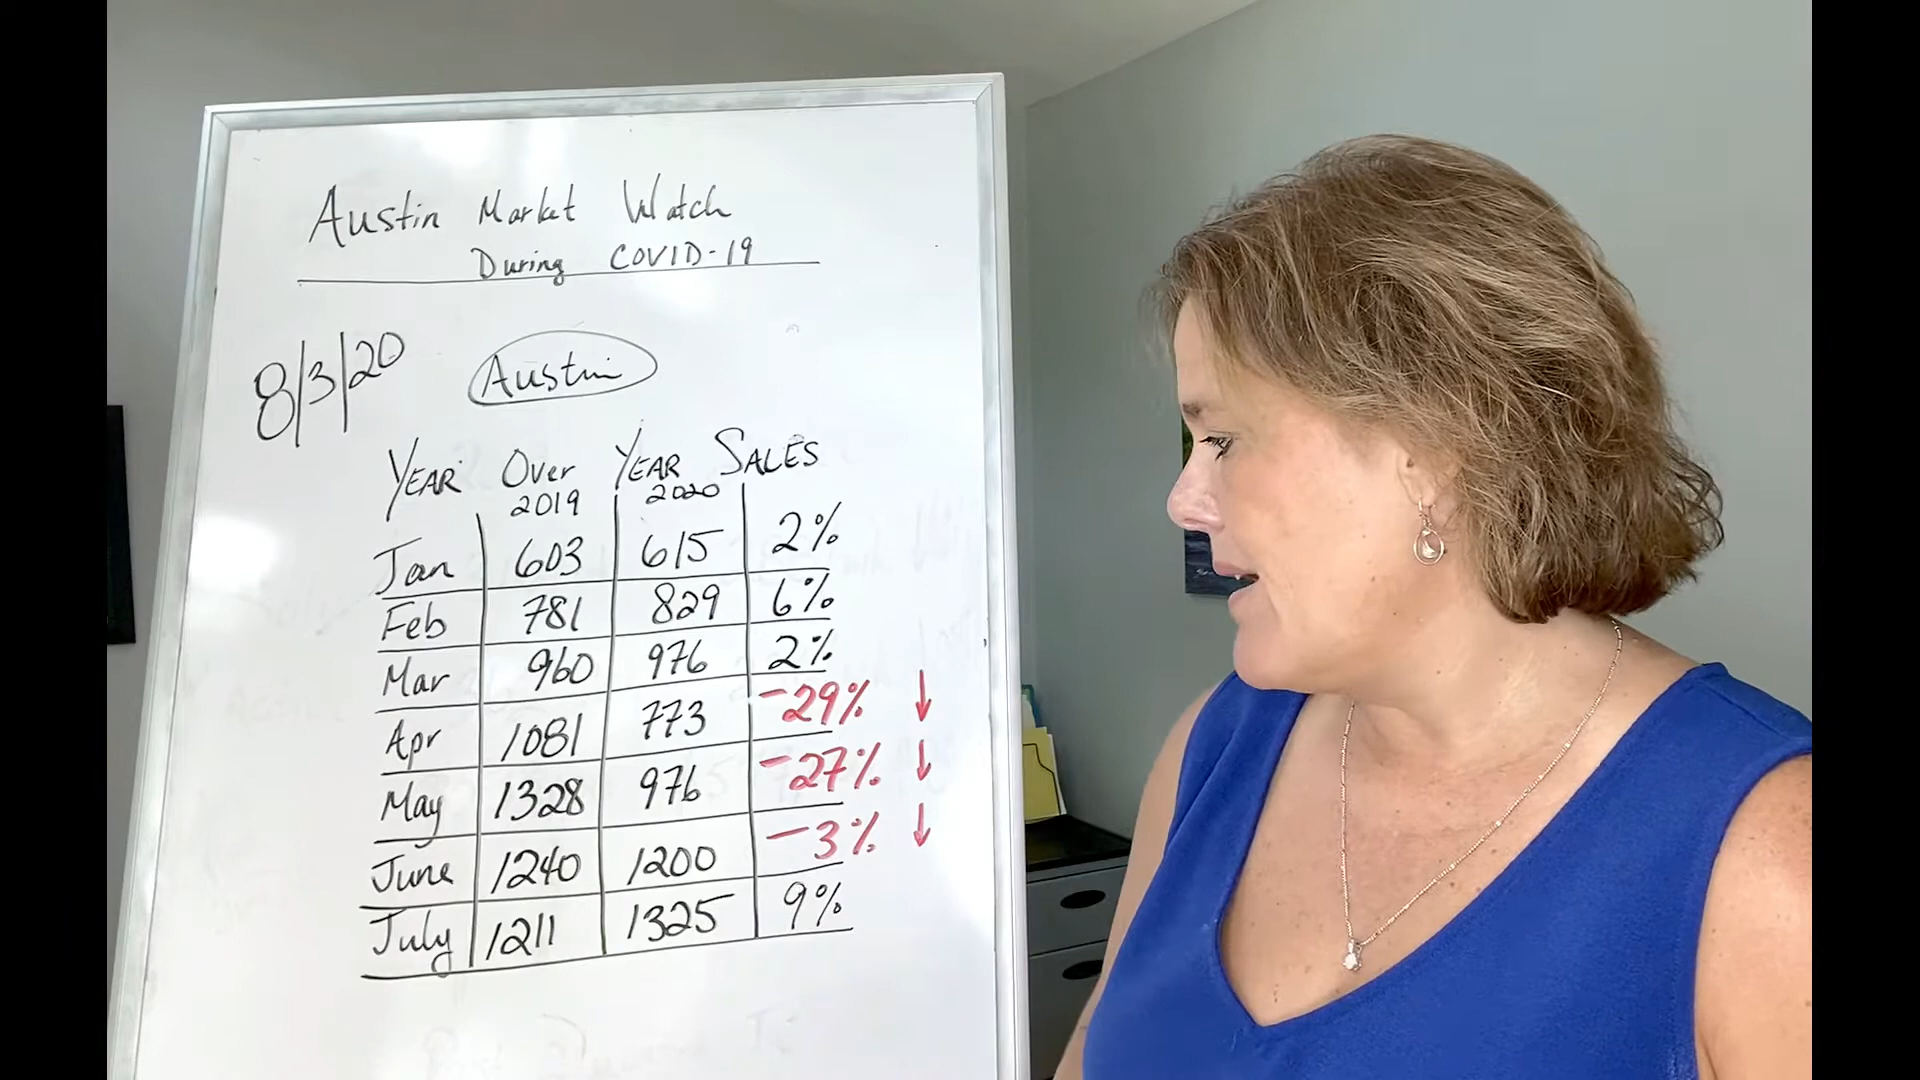 Austin Market Watch
During COVID-19
8/3/20
Austin
YEAR Over YEAR SALES
2019 2020
Jan 603 615 2%
Feb 781 829 6%
Mar 960 976 2%
Apr 1081 773 -29% ↓
May 1328 976 -27% ↓
June 1240 1200 -3% ↓
July 1211 1325 9%